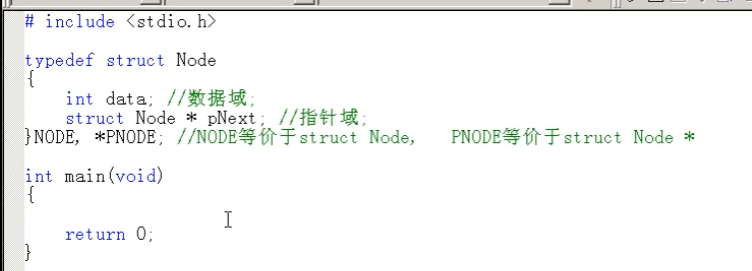 # include <stdio.h>
typedef struct Node
{
int data; //数据域;
struct Node * pNext; //指针域;
}NODE, *PNODE; //NODE等价于struct Node, PNODE等价于struct Node *
int main(void)
{
return 0;
}